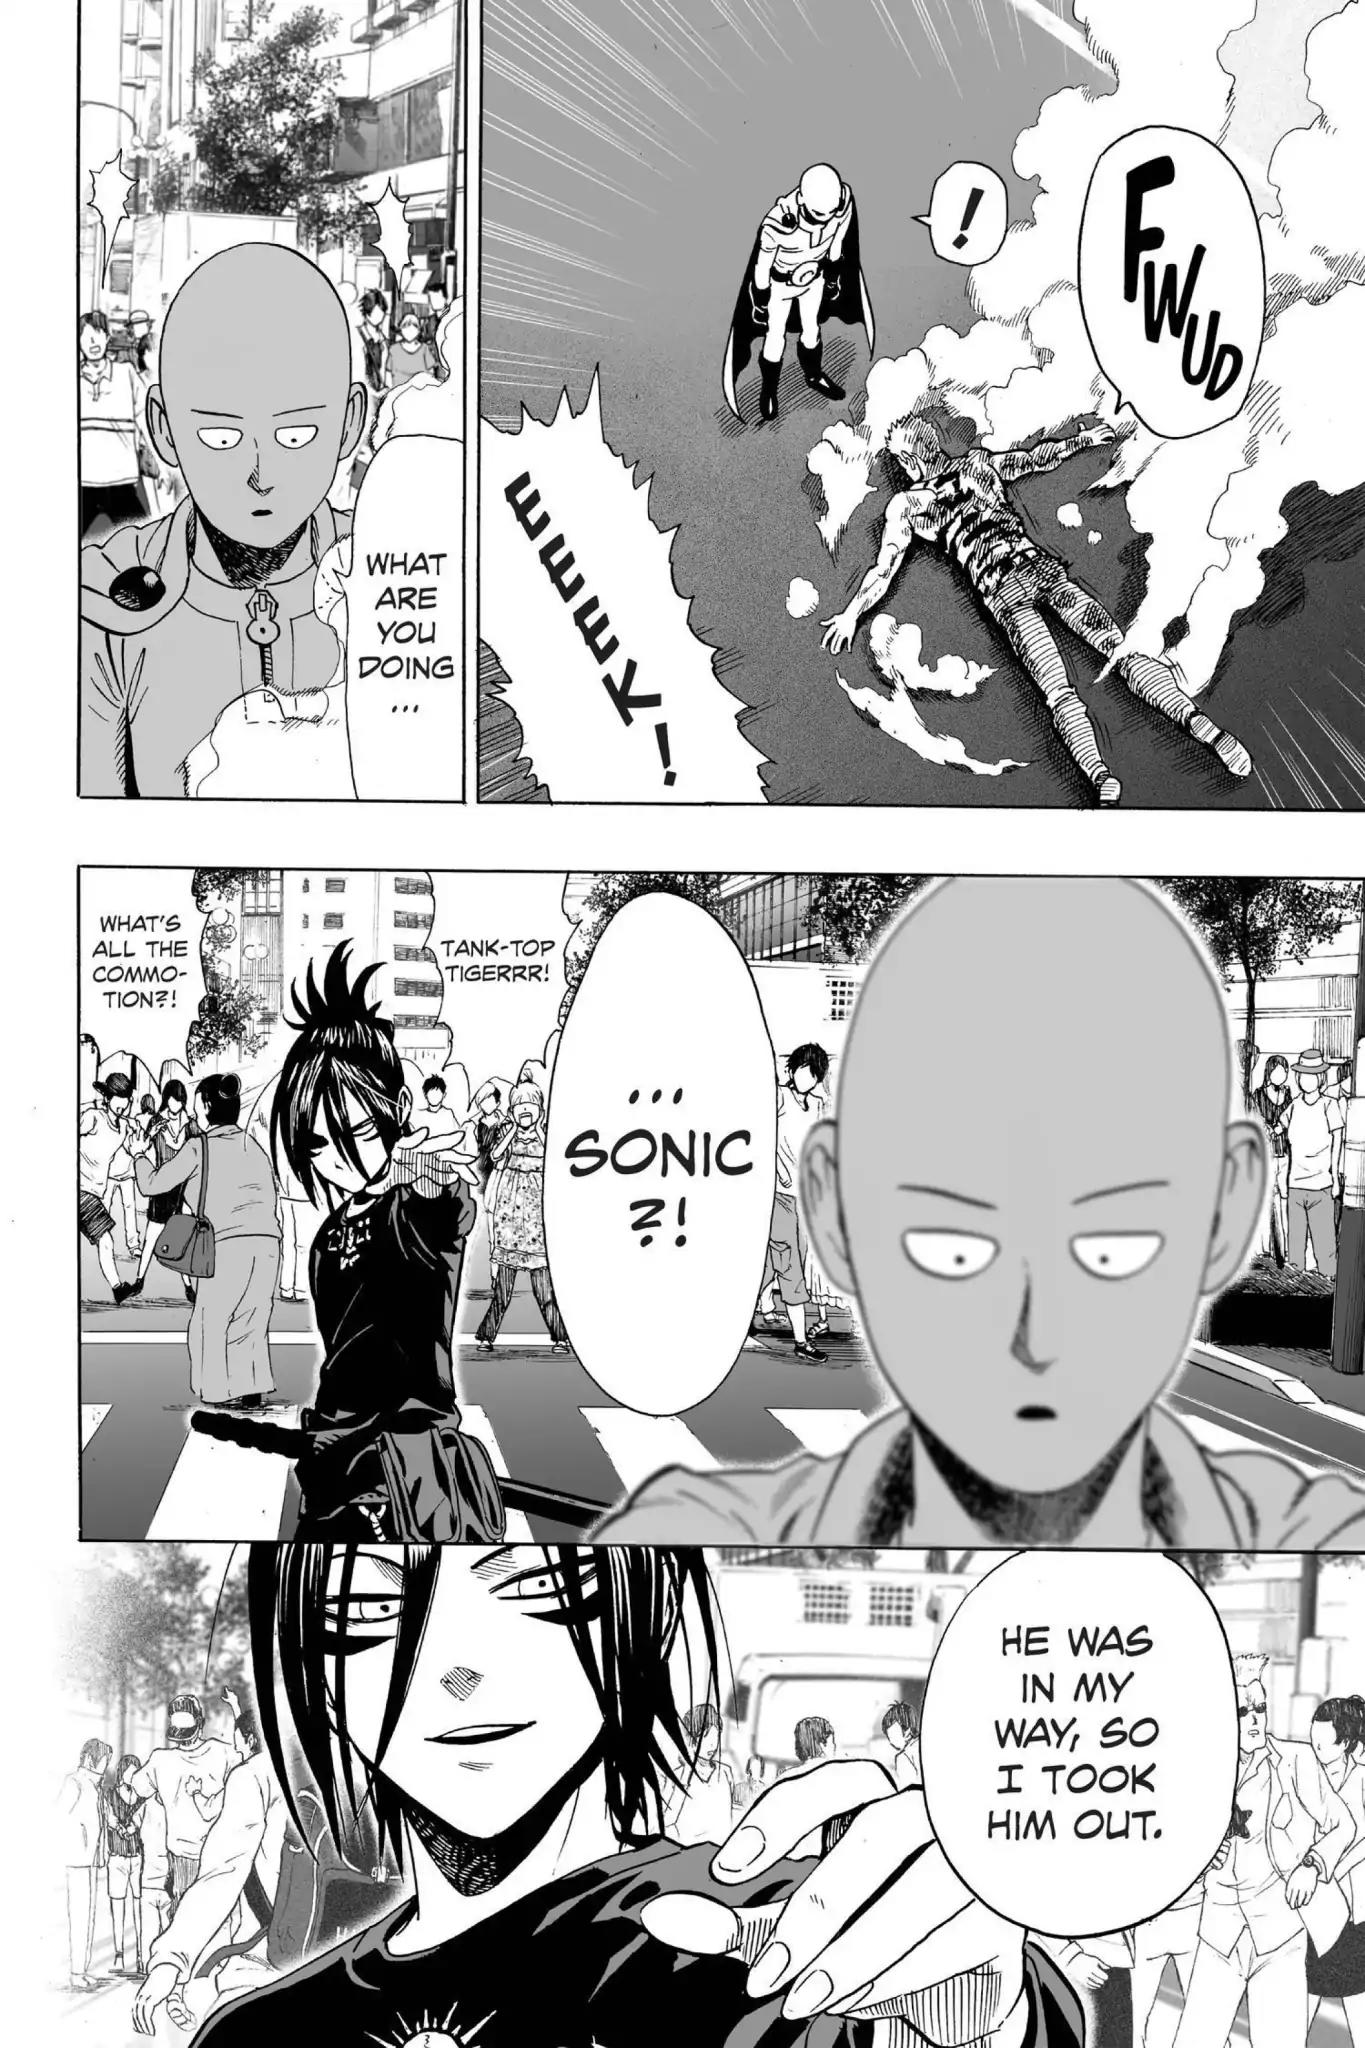 FWUD
!
EEEEK!
WHAT
ARE
YOU
DOING
...
...
SONIC
?!
TANK-TOP
TIGERRR!
WHAT'S
ALL THE
COMMO-
TION?!
HE WAS
IN MY
WAY, SO
I TOOK
HIM OUT.